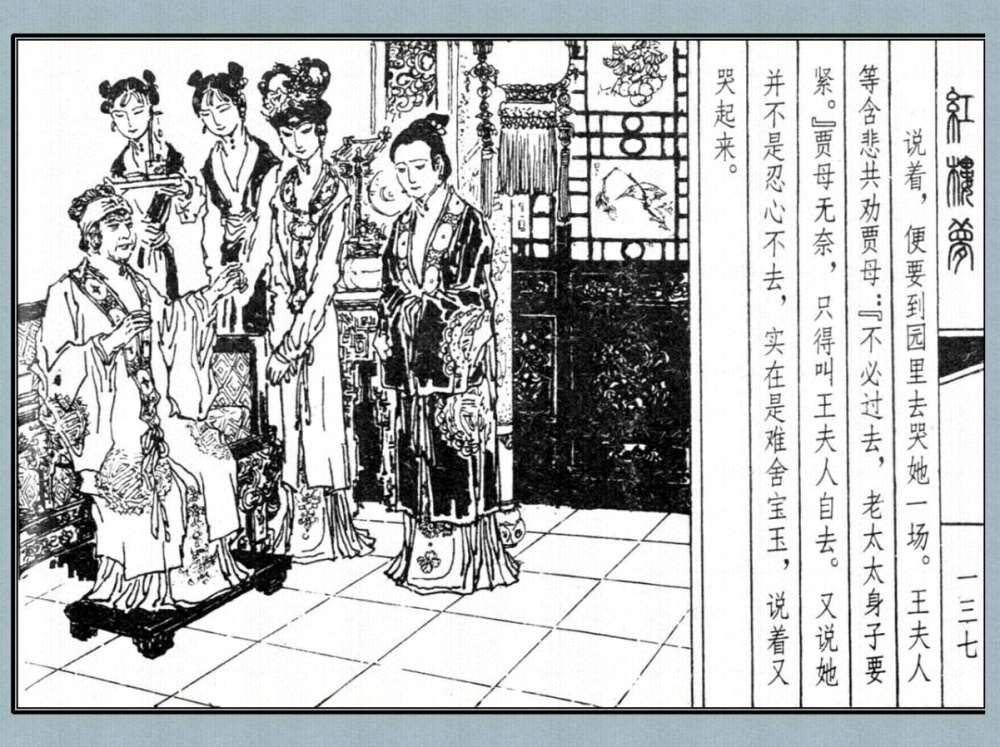 紅樓夢
一三七
说着，便要到园里去哭她一场。王夫人
等含悲共劝贾母：『不必过去，老太太身子要
紧。』贾母无奈，只得叫王夫人自去。又说她
并不是忍心不去，实在是难舍宝玉，说着又
哭起来。